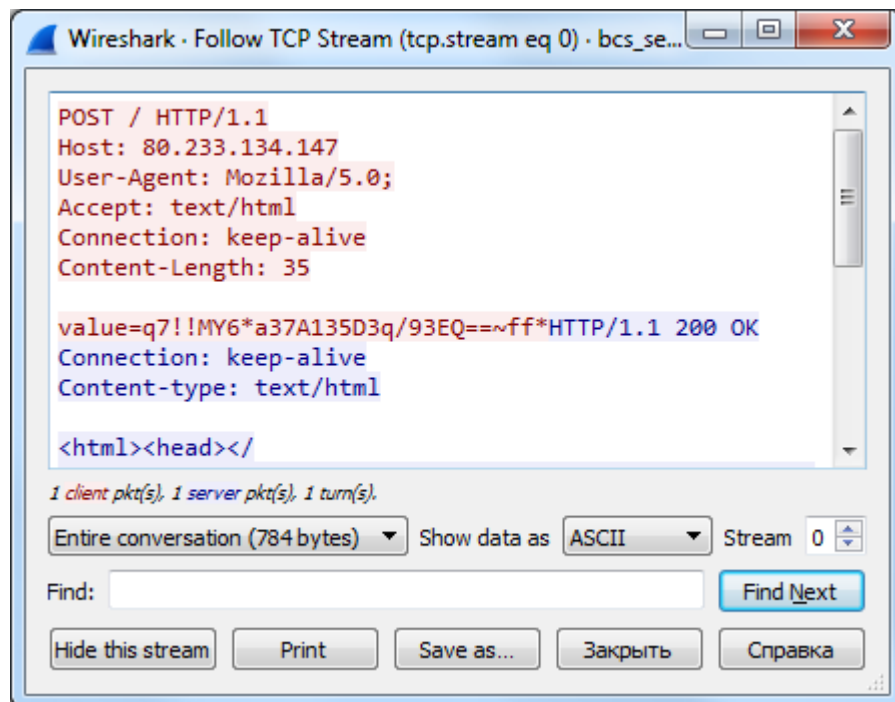 Wireshark · Follow TCP Stream (tcp.stream eq 0) · bcs_se...
POST / HTTP/1.1
Host: 80.233.134.147
User-Agent: Mozilla/5.0;
Accept: text/html
Connection: keep-alive
Content-Length: 35
value=q7!!MY6*a37A135D3q/93EQ==~ff*HTTP/1.1 200 OK
Connection: keep-alive
Content-type: text/html
<html><head></
1 client pkt(s), 1 server pkt(s), 1 turn(s).
Entire conversation (784 bytes) Show data as ASCII Stream 0
Find: Find Next
Hide this stream Print Save as... Закрыть Справка